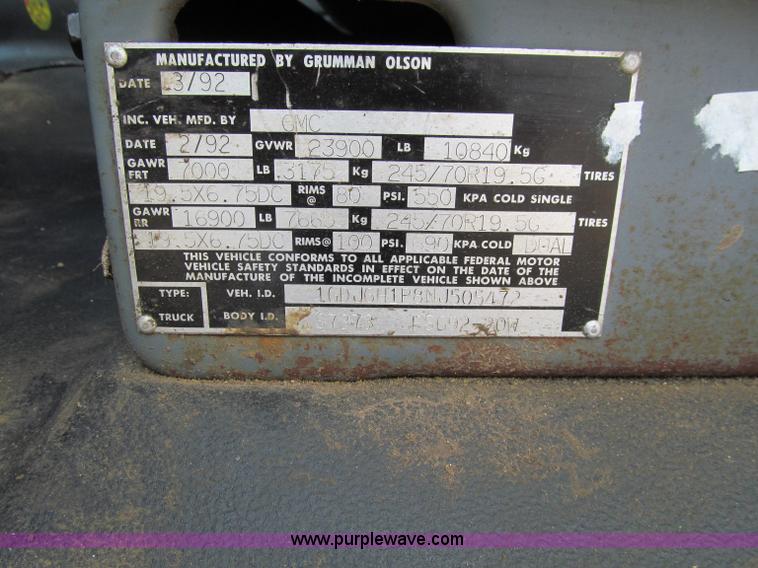 MANUFACTURED BY GRUMMAN OLSON
DATE 3/92
INC. VEH. MFD. BY GMC
DATE 2/92 GVWR 23900 LB 10840 Kg
GAWR FRT 7000 LB 3175 Kg 245/70R19.5G TIRES
19.5X6.75DC RIMS @ 80 PSI. 550 KPA COLD SINGLE
GAWR RR 16900 LB Kg 245/70R19.5G TIRES
19.5X6.75DC RIMS @ 100 PSI. KPA COLD DUAL
THIS VEHICLE CONFORMS TO ALL APPLICABLE FEDERAL MOTOR
VEHICLE SAFETY STANDARDS IN EFFECT ON THE DATE OF THE
MANUFACTURE OF THE INCOMPLETE VEHICLE SHOWN ABOVE
TYPE: VEH. I.D.
TRUCK BODY I.D.
www.purplewave.com